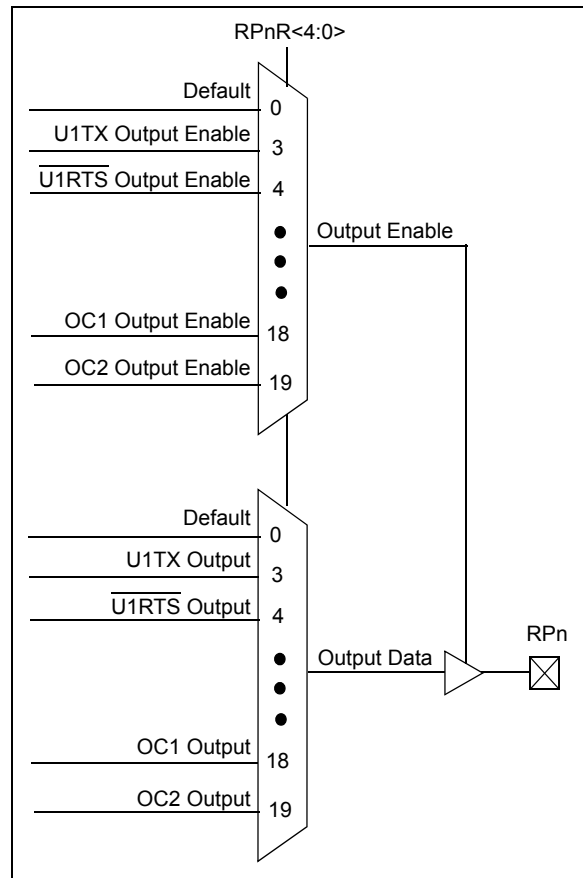 RPnR<4:0>
Default
0
U1TX Output Enable
3
U̅1̅R̅T̅S̅ Output Enable
4
Output Enable
OC1 Output Enable
18
OC2 Output Enable
19
Default
0
U1TX Output
3
U̅1̅R̅T̅S̅ Output
4
RPn
Output Data
OC1 Output
18
OC2 Output
19